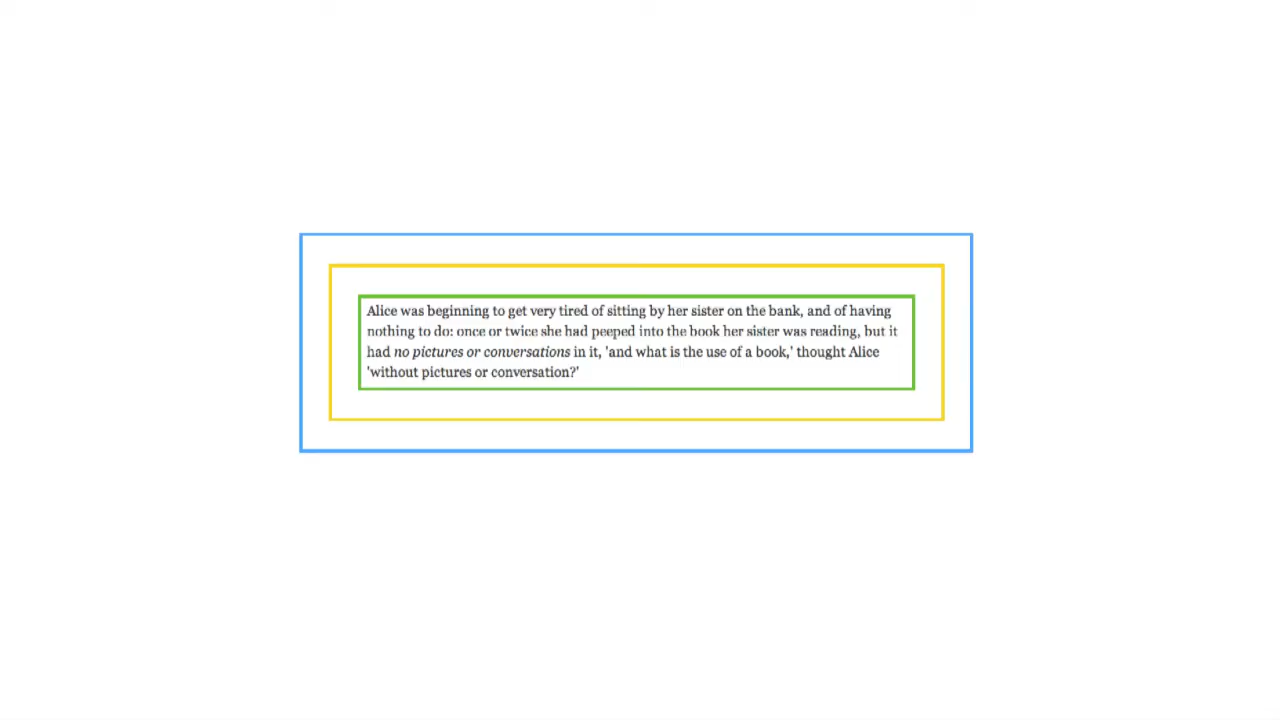 Alice was beginning to get very tired of sitting by her sister on the bank, and of having
nothing to do: once or twice she had peeped into the book her sister was reading, but it
had no pictures or conversations in it, 'and what is the use of a book,' thought Alice
'without pictures or conversation?'